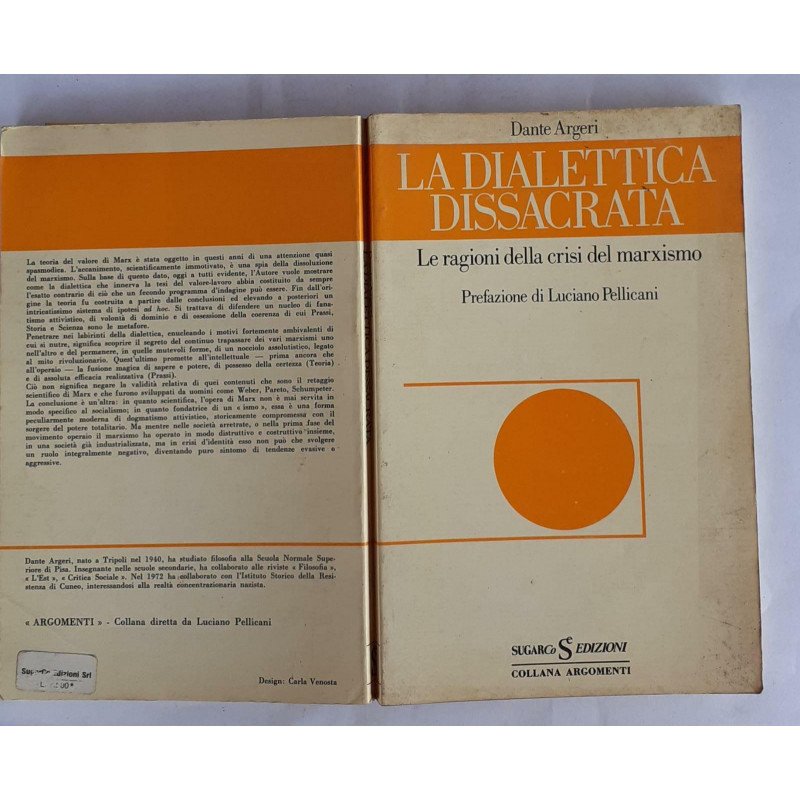 La teoria del valore di Marx è stata oggetto in questi anni di una attenzione quasi
spasmodica. L'accanimento, scientificamente immotivato, è una spia della dissoluzione
del marxismo. Sulla base di questo dato, oggi a tutti evidente, l'Autore vuole mostrare
come la dialettica che innerva la tesi del valore-lavoro abbia costituito da sempre
l'esatto contrario di ciò che un fecondo programma d'indagine può essere. Fin dall'ori-
gine la teoria fu costruita a partire dalle conclusioni ed elevando a posteriori un
intricatissimo sistema di ipotesi ad hoc. Si trattava di difendere un nucleo di fana-
tismo attivistico, di volontà di dominio e di ossessione della coerenza di cui Prassi,
Storia e Scienza sono le metafore.
Penetrare nei labirinti della dialettica, enucleando i motivi fortemente ambivalenti di
cui si nutre, significa scoprire il segreto del continuo trapassare dei vari marxismi uno
nell'altro e del permanere, in quelle mutevoli forme, di un nocciolo assolutistico, legato
al mito rivoluzionario. Quest'ultimo promette all'intellettuale — prima ancora che
all'operaio — la fusione magica di sapere e potere, di possesso della certezza (Teoria)
e di assoluta efficacia realizzativa (Prassi).
Ciò non significa negare la validità relativa di quei contenuti che sono il retaggio
scientifico di Marx e che furono sviluppati da uomini come Weber, Pareto, Schumpeter.
La conclusione è un'altra: in quanto scientifica, l'opera di Marx non è mai servita in
modo specifico al socialismo; in quanto fondatrice di un « ismo », essa è una forma
peculiarmente moderna di dogmatismo attivistico, storicamente compromessa con il
sorgere del potere totalitario. Ma mentre nelle società arretrate, o nella prima fase del
movimento operaio il marxismo ha operato in modo distruttivo e costruttivo insieme,
in una società già industrializzata, ma in crisi d'identità esso non può che svolgere
un ruolo integralmente negativo, diventando puro sintomo di tendenze evasive o
aggressive.
Dante Argeri, nato a Tripoli nel 1940, ha studiato filosofia alla Scuola Normale Supe-
riore di Pisa. Insegnante nelle scuole secondarie, ha collaborato alle riviste « Filosofia »,
« L'Est », « Critica Sociale ». Nel 1972 ha collaborato con l'Istituto Storico della Resi-
stenza di Cuneo, interessandosi alla realtà concentrazionaria nazista.
« ARGOMENTI » - Collana diretta da Luciano Pellicani
Edizioni Srl
L.
Design: Carla Venosta
Dante Argeri
LA DIALETTICA
DISSACRATA
Le ragioni della crisi del marxismo
Prefazione di Luciano Pellicani
SUGARCo EDIZIONI
COLLANA ARGOMENTI